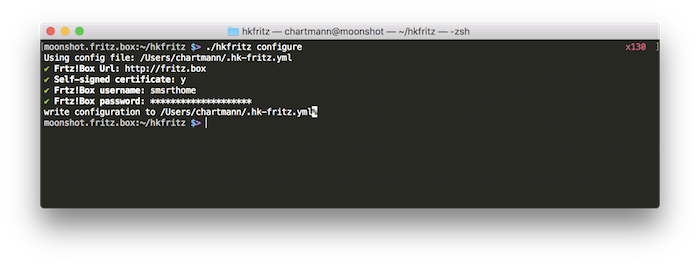 hkfritz — chartmann@moonshot — ~/hkfritz — -zsh
[moonshot.fritz.box:~/hkfritz $> ./hkfritz configure x130 ]
Using config file: /Users/chartmann/.hk-fritz.yml
✔ Frtz!Box Url: http://fritz.box
✔ Self-signed certificate: y
✔ Frtz!Box username: smsrthome
✔ Frtz!Box password: ********************
write configuration to /Users/chartmann/.hk-fritz.yml%
moonshot.fritz.box:~/hkfritz $>